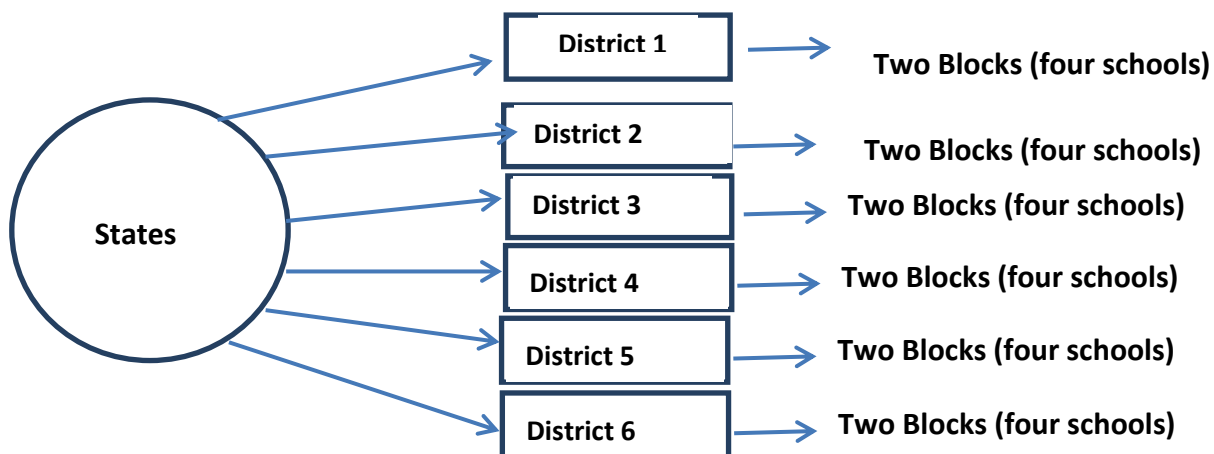 District 1
Two Blocks (four schools)
District 2
Two Blocks (four schools)
District 3
Two Blocks (four schools)
States
District 4
Two Blocks (four schools)
District 5
Two Blocks (four schools)
District 6
Two Blocks (four schools)